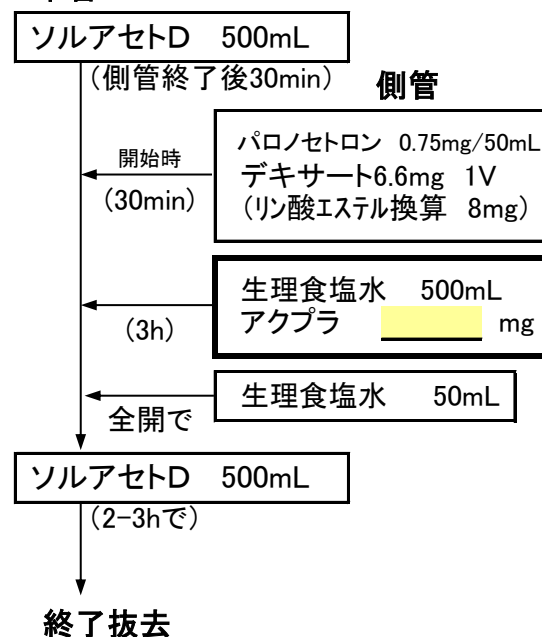 ソルアセトD 500mL
(側管終了後30min)
側管
パロノセトロン 0.75mg/50mL
開始時
デキサート6.6mg 1V
(30min)
(リン酸エステル換算 8mg)
生理食塩水 500mL
アクプラ mg
(3h)
生理食塩水 50mL
全開で
ソルアセトD 500mL
(2-3hで)
終了抜去